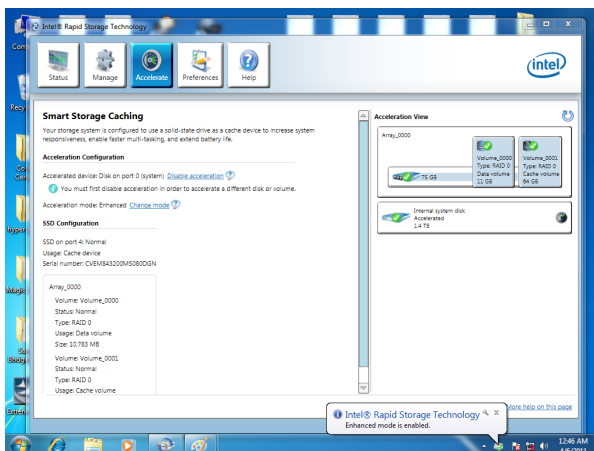 Intel® Rapid Storage Technology
Status
Manage
Accelerate
Preferences
Help
intel
Smart Storage Caching
Your storage system is configured to use a solid-state drive as a cache device to increase system
responsiveness, enable faster multi-tasking, and extend battery life.
Acceleration Configuration
Accelerated device: Disk on port 0 (system) Disable acceleration
You must first disable acceleration in order to accelerate a different disk or volume.
Acceleration mode: Enhanced Change mode
SSD Configuration
SSD on port 4: Normal
Usage: Cache device
Serial number: CVEM843200MS080DGN
Array_0000
Volume: Volume_0000
Status: Normal
Type: RAID 0
Usage: Data volume
Size: 10,783 MB
Volume: Volume_0001
Status: Normal
Type: RAID 0
Usage: Cache volume
Acceleration View
Array_0000
75 GB
Volume_0000
Type: RAID 0
Data volume
11 GB
Volume_0001
Type: RAID 0
Cache volume
64 GB
Internal system disk
Accelerated
1.4 TB
More help on this page
Intel® Rapid Storage Technology
Enhanced mode is enabled.
12:46 AM
4/6/2011